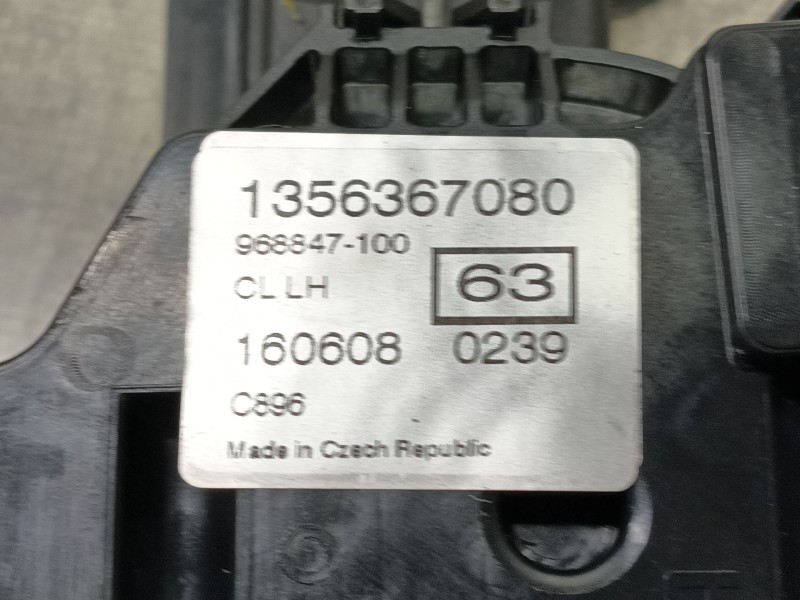 1356367080
968847-100
CL LH
63
160608 0239
C896
Made in Czech Republic